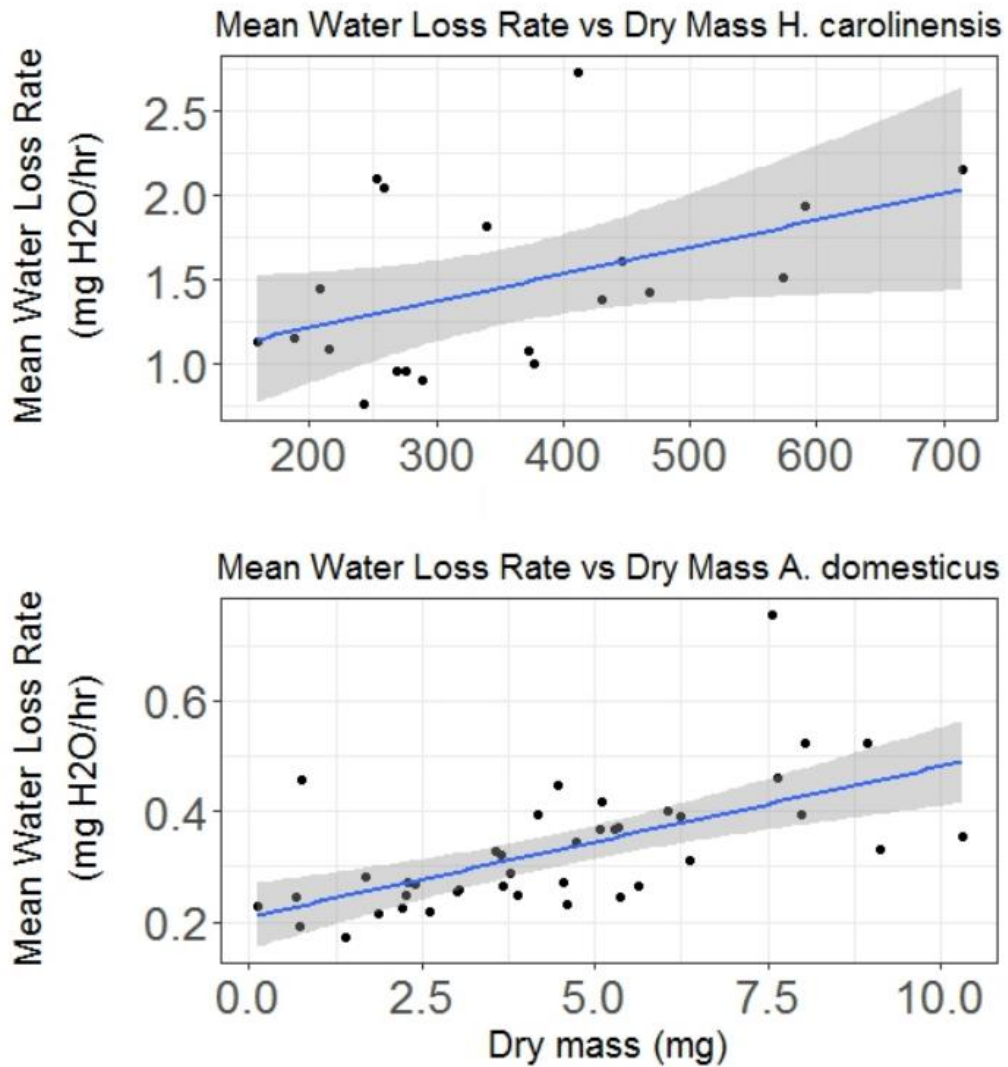 Mean Water Loss Rate vs Dry Mass H. carolinensis
Mean Water Loss Rate
(mg H2O/hr)
2.5
2.0
1.5
1.0
200 300 400 500 600 700
Mean Water Loss Rate vs Dry Mass A. domesticus
Mean Water Loss Rate
(mg H2O/hr)
0.6
0.4
0.2
0.0 2.5 5.0 7.5 10.0
Dry mass (mg)